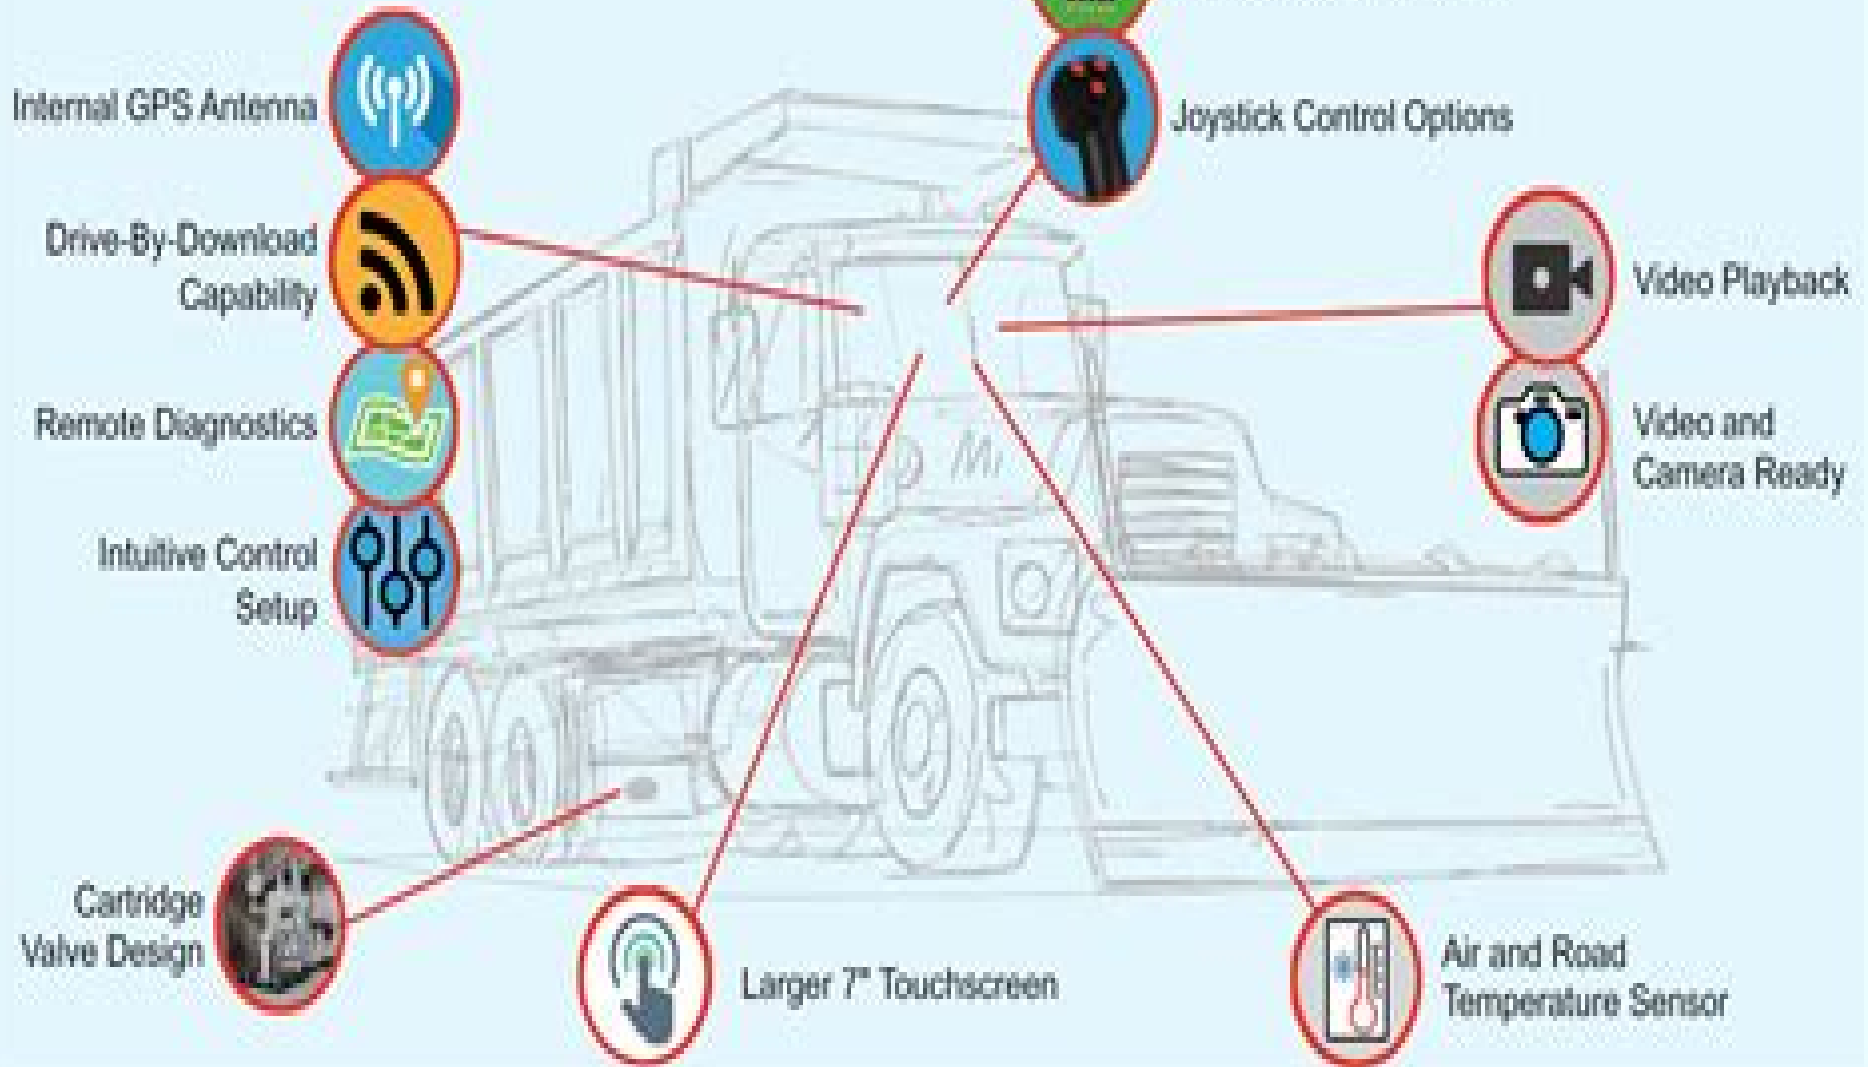 Internal GPS Antenna
Joystick Control Options
Drive-By-Download
Capability
Video Playback
Remote Diagnostics
Video and
Camera Ready
Intuitive Control
Setup
Cartridge
Valve Design
Larger 7" Touchscreen
Air and Road
Temperature Sensor